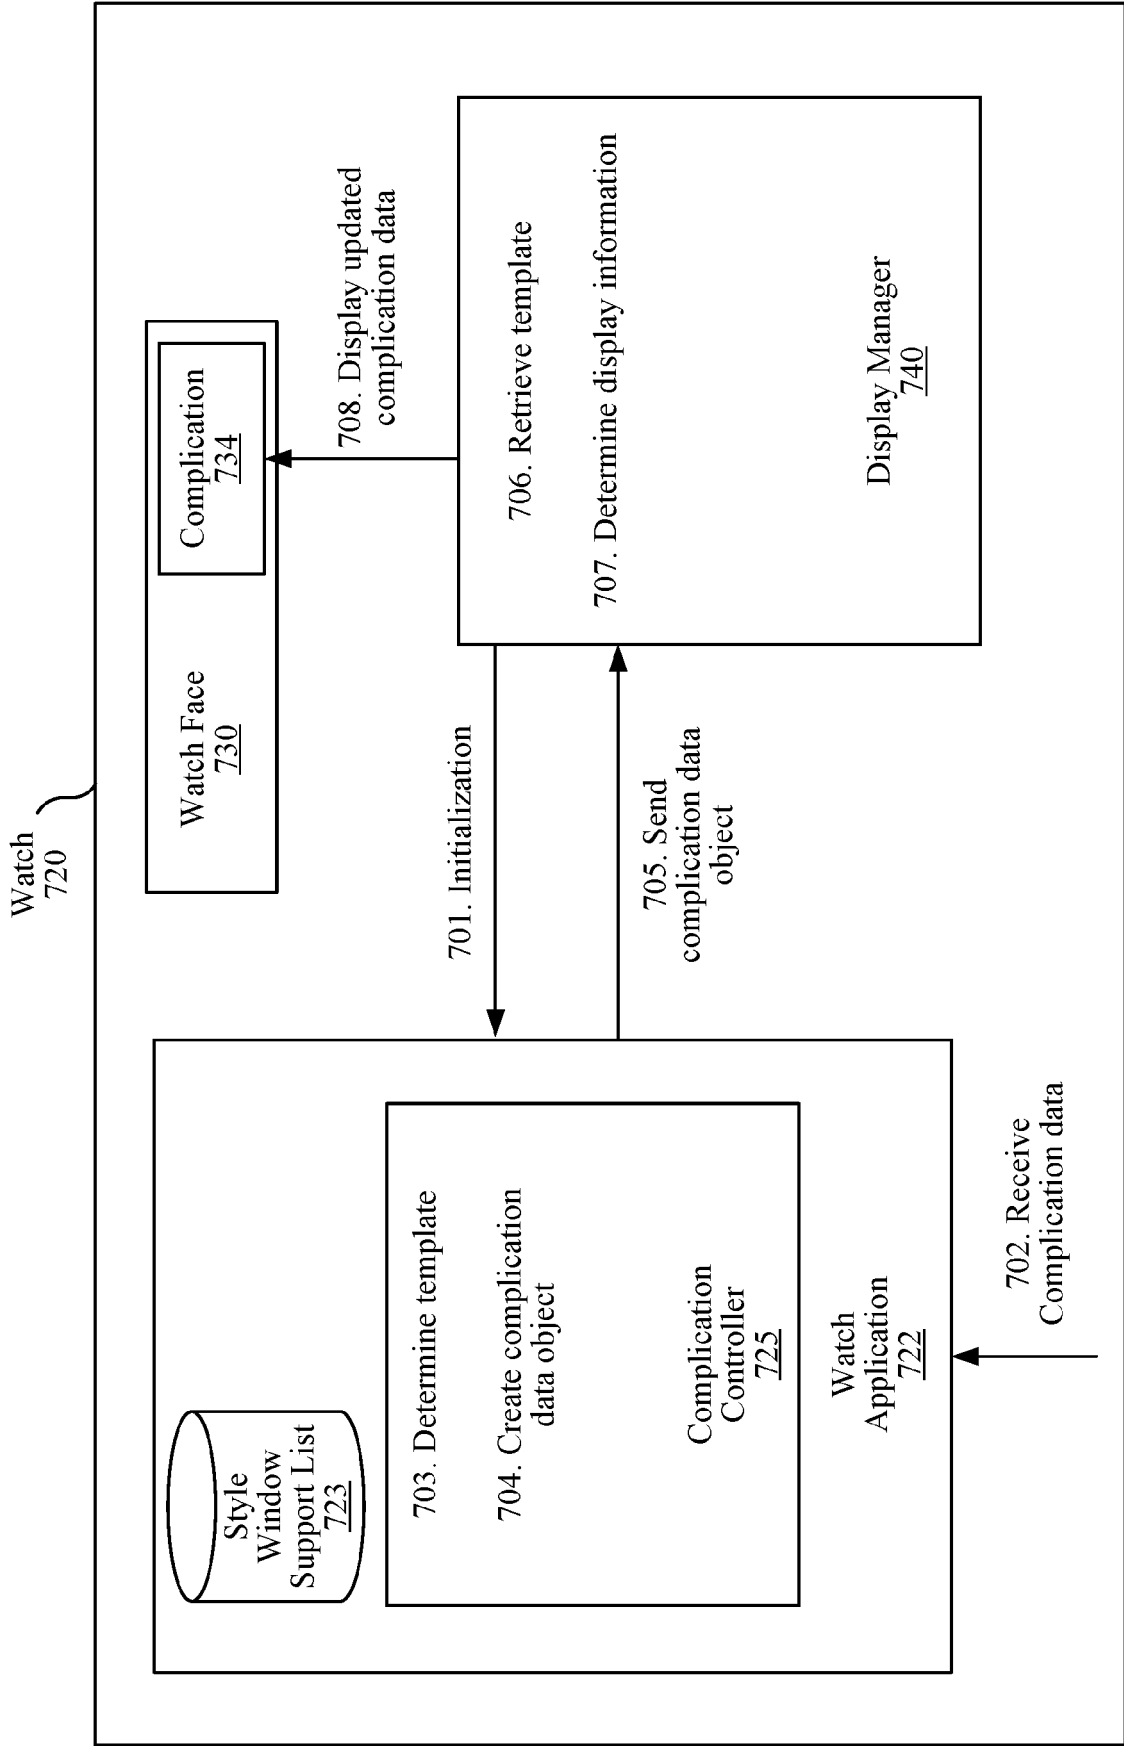 Watch
720
Style
Window
Support List
723
703. Determine template
704. Create complication
data object
Complication
Controller
725
Watch
Application
722
702. Receive
Complication data
701. Initialization
705. Send
complication data
object
Watch Face
730
Complication
734
708. Display updated
complication data
706. Retrieve template
707. Determine display information
Display Manager
740